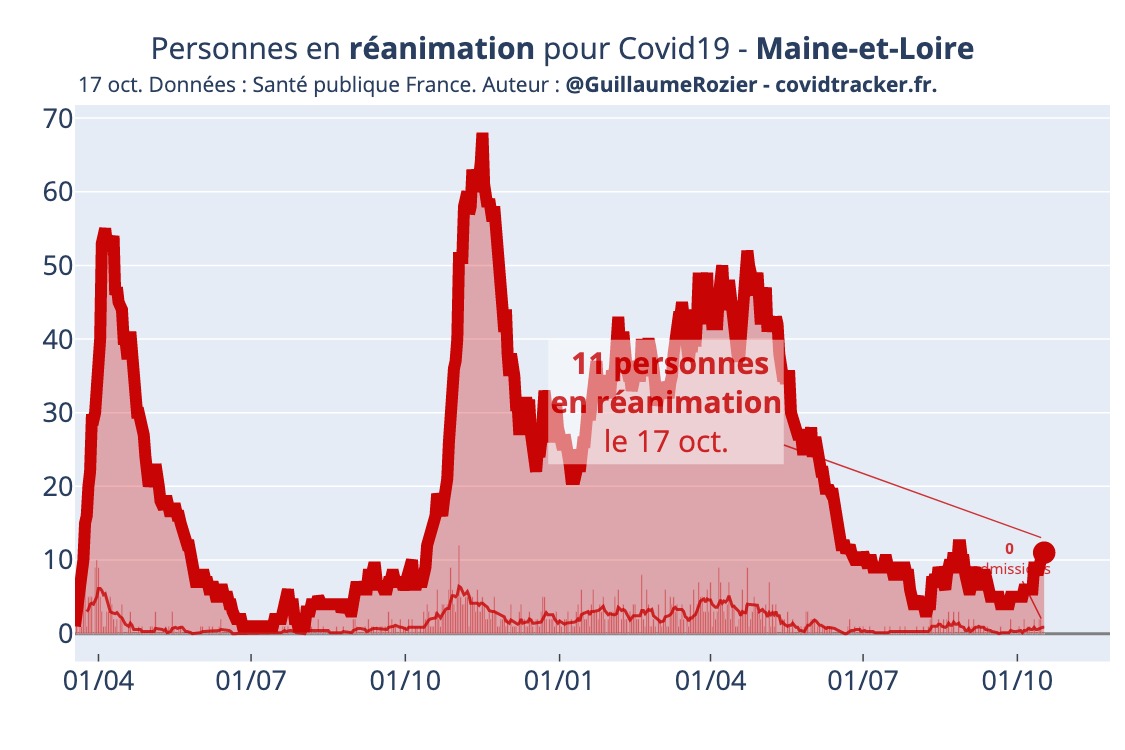 Personnes en réanimation pour Covid19 - Maine-et-Loire
17 oct. Données : Santé publique France. Auteur : @GuillaumeRozier - covidtracker.fr.
70
60
50
40
30
20
10
0
11 personnes
en réanimation
le 17 oct.
0
admissions
01/04
01/07
01/10
01/01
01/04
01/07
01/10